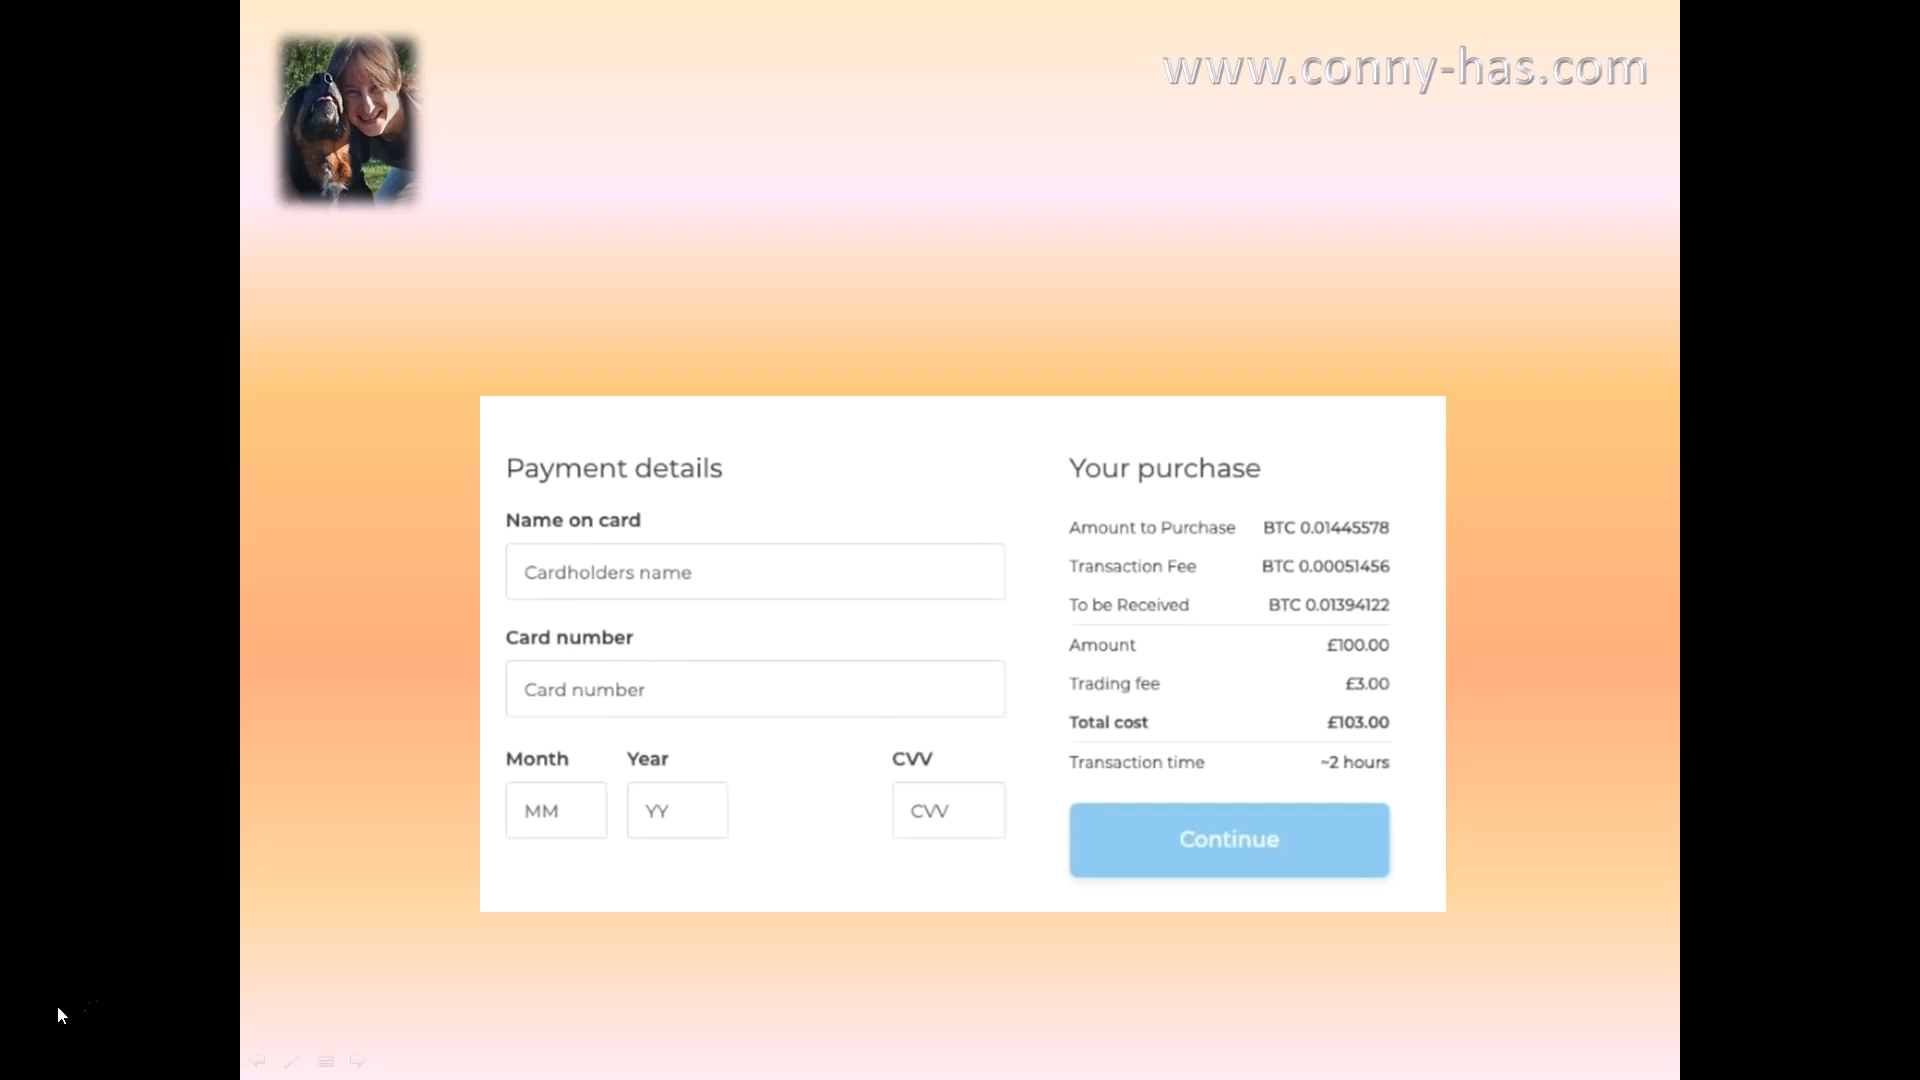 www.conny-has.com
Payment details
Name on card
Cardholders name
Card number
Card number
Month Year CVV
MM YY CVV
Your purchase
Amount to Purchase BTC 0.01445578
Transaction Fee BTC 0.00051456
To be Received BTC 0.01394122
Amount £100.00
Trading fee £3.00
Total cost £103.00
Transaction time ~2 hours
Continue